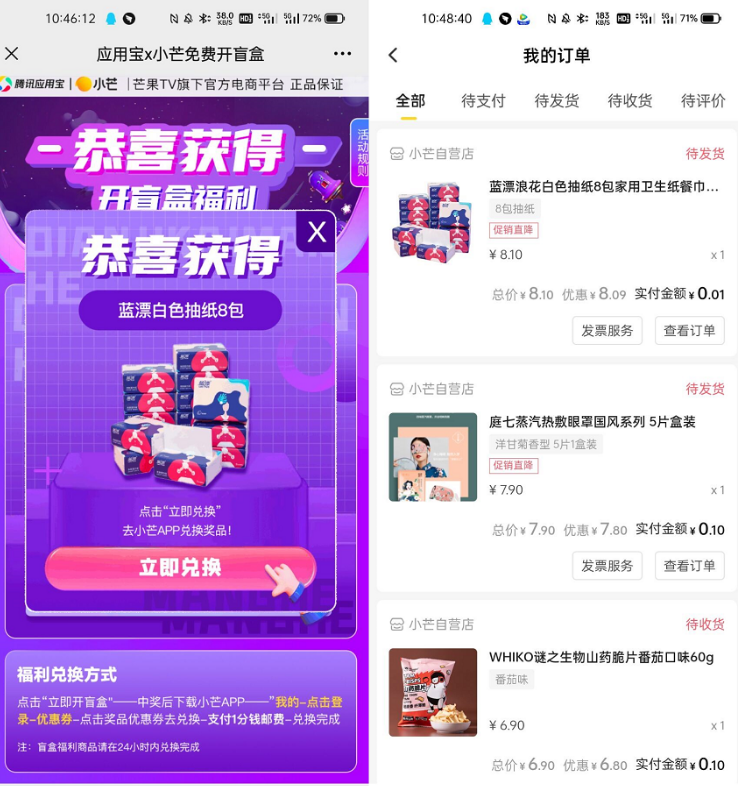 10:46:12
38.0 KB/S HD 5G 5G 72%
应用宝x小芒免费开盲盒
腾讯应用宝 | 小芒 | 芒果TV旗下官方电商平台 正品保证
恭喜获得
活动规则
开盲盒福利
X
恭喜获得
蓝漂白色抽纸8包
点击“立即兑换”
去小芒APP兑换奖品!
立即兑换
MANGHE
福利兑换方式
点击“立即开盲盒"——中奖后下载小芒APP——”我的-点击登
录-优惠券-点击奖品优惠券去兑换-支付1分钱邮费-兑换完成
注: 盲盒福利商品请在24小时内兑换完成
10:48:40
183 KB/S HD 5G 5G 71%
我的订单
全部 待支付 待发货 待收货 待评价
小芒自营店 待发货
蓝漂浪花白色抽纸8包家用卫生纸餐巾...
8包抽纸
促销直降
¥ 8.10 x 1
总价 ¥ 8.10 优惠 ¥ 8.09 实付金额 ¥ 0.01
发票服务 查看订单
小芒自营店 待发货
庭七蒸汽热敷眼罩国风系列 5片盒装
洋甘菊香型 5片1盒装
促销直降
¥ 7.90 x 1
总价 ¥ 7.90 优惠 ¥ 7.80 实付金额 ¥ 0.10
发票服务 查看订单
小芒自营店 待收货
WHIKO谜之生物山药脆片番茄口味60g
番茄味
¥ 6.90 x 1
总价 ¥ 6.90 优惠 ¥ 6.80 实付金额 ¥ 0.10